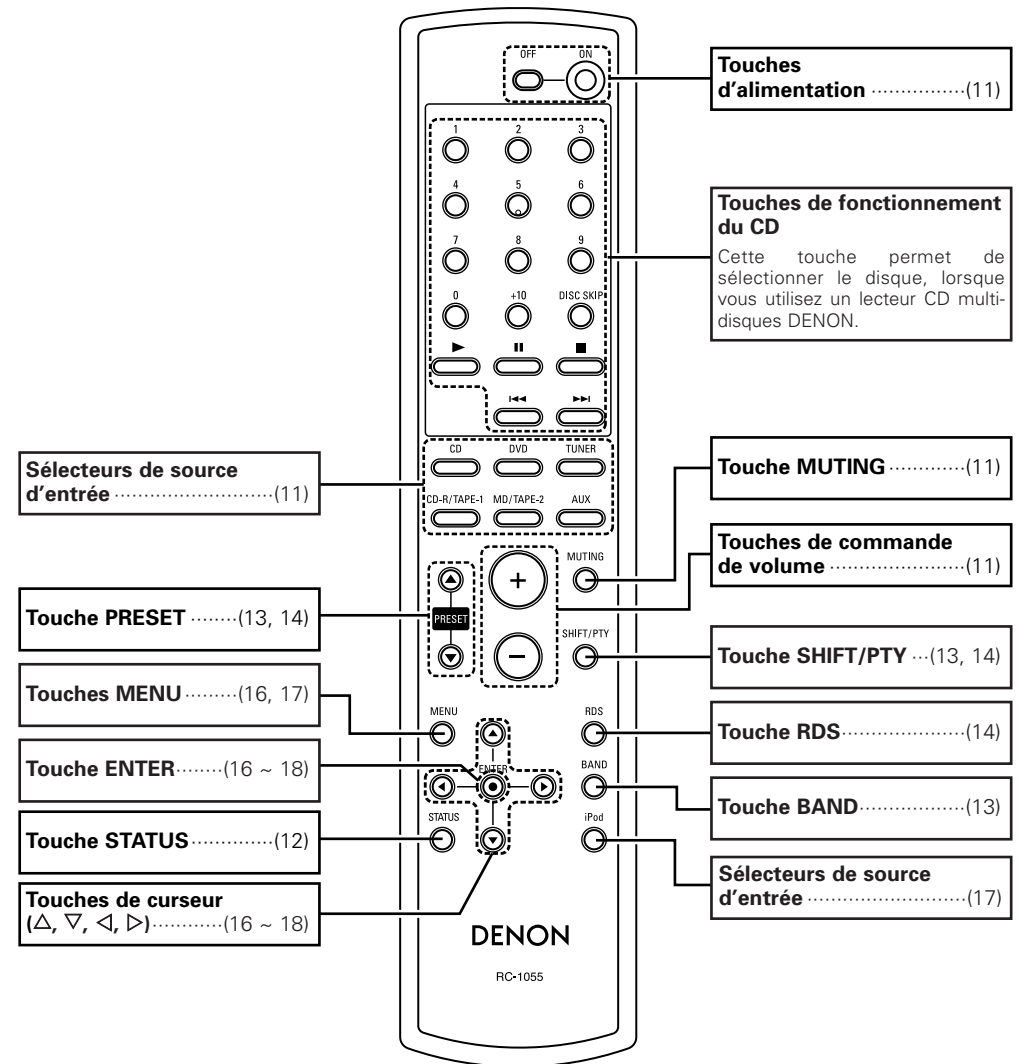 OFF ON
1 2 3
4 5 6
7 8 9
0 +10 DISC SKIP
CD DVD TUNER
CD-R/TAPE-1 MD/TAPE-2 AUX
MUTING
PRESET
SHIFT/PTY
MENU RDS
ENTER BAND
STATUS iPod
DENON
RC-1055
Sélecteurs de source
d'entrée ····························(11)
Touche PRESET ········(13, 14)
Touches MENU·········(16, 17)
Touche ENTER········(16 ~ 18)
Touche STATUS·············(12)
Touches de curseur
(△, ▽, ◁, ▷)············(16 ~ 18)
Touches
d'alimentation ················(11)
Touches de fonctionnement
du CD
Cette touche permet de
sélectionner le disque, lorsque
vous utilisez un lecteur CD multi-
disques DENON.
Touche MUTING············(11)
Touches de commande
de volume ·······················(11)
Touche SHIFT/PTY ···(13, 14)
Touche RDS····················(14)
Touche BAND·················(13)
Sélecteurs de source
d'entrée ····························(17)